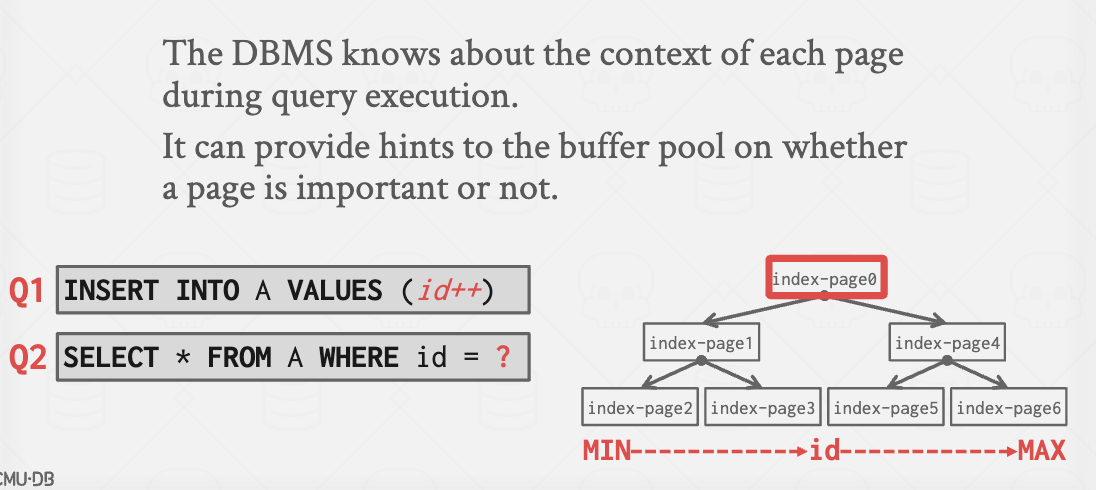 The DBMS knows about the context of each page
during query execution.
It can provide hints to the buffer pool on whether
a page is important or not.
Q1 INSERT INTO A VALUES (id++)
Q2 SELECT * FROM A WHERE id = ?
index-page0
index-page1 index-page4
index-page2 index-page3 index-page5 index-page6
MIN id MAX
CMU·DB